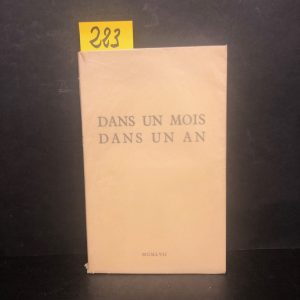 283
DANS UN MOIS
DANS UN AN
MCMLVII